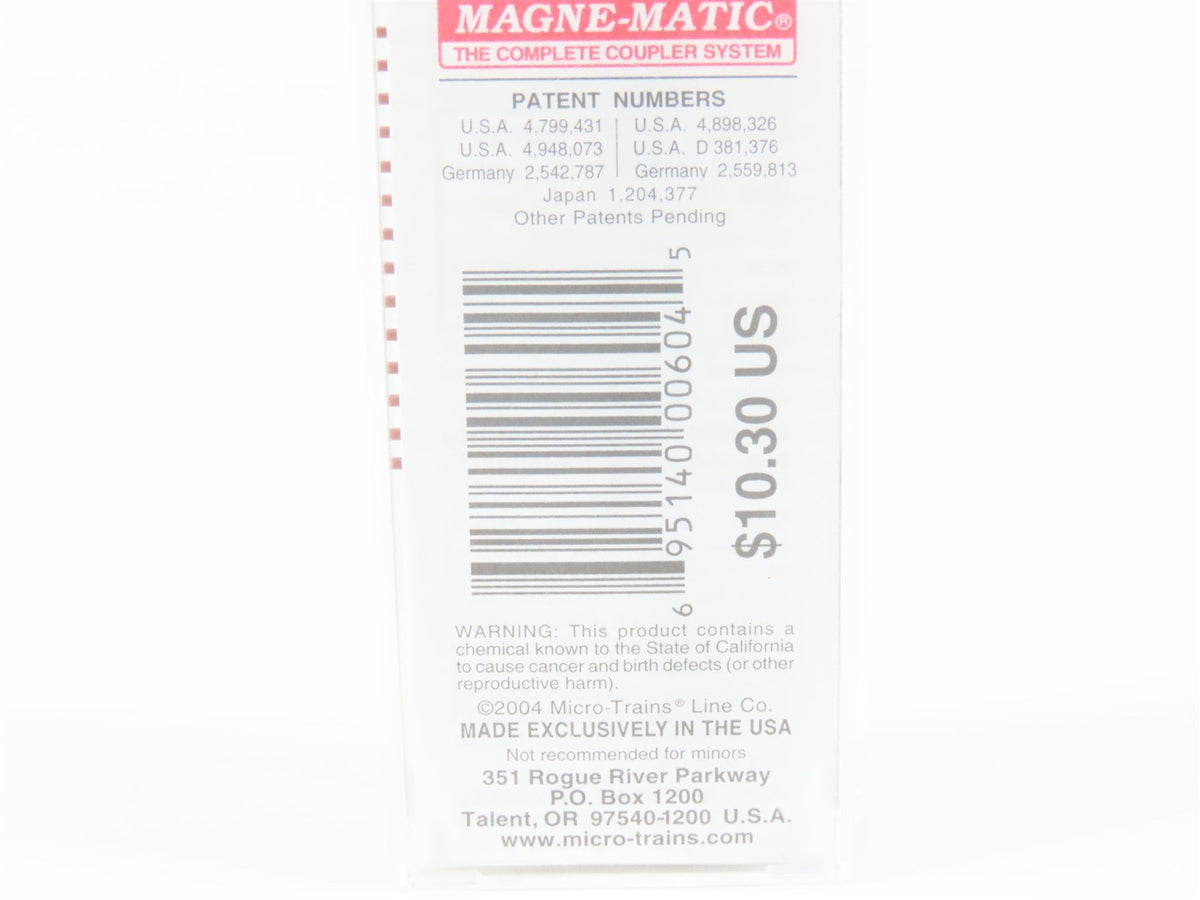 MAGNE-MATIC®
THE COMPLETE COUPLER SYSTEM
PATENT NUMBERS
U.S.A. 4,799,431 U.S.A. 4,898,326
U.S.A. 4,948,073 U.S.A. D 381,376
Germany 2,542,787 Germany 2,559,813
Japan 1,204,377
Other Patents Pending
6 95140 00604 5
$10.30 US
WARNING: This product contains a
chemical known to the State of California
to cause cancer and birth defects (or other
reproductive harm).
©2004 Micro-Trains® Line Co.
MADE EXCLUSIVELY IN THE USA
Not recommended for minors
351 Rogue River Parkway
P.O. Box 1200
Talent, OR 97540-1200 U.S.A.
www.micro-trains.com